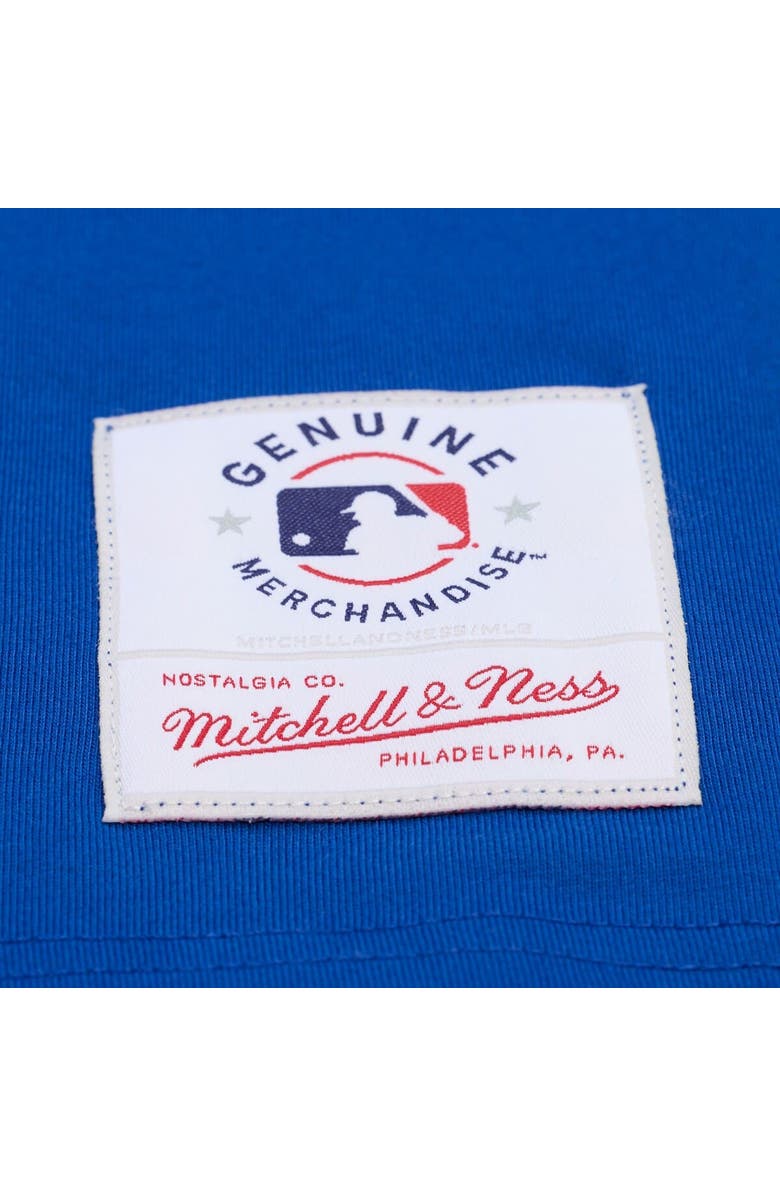 GENUINE
MERCHANDISE™
MITCHELLANDNESS/MLB
NOSTALGIA CO.
Mitchell & Ness
PHILADELPHIA, PA.